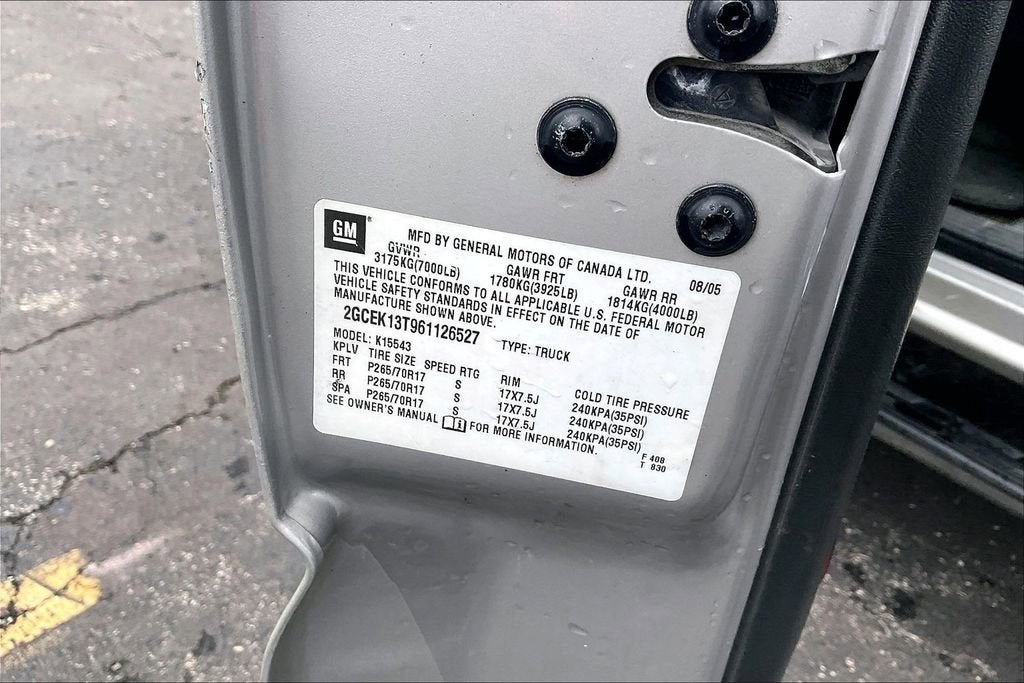 GM
MFD BY GENERAL MOTORS OF CANADA LTD. 08/05
GVWR GAWR FRT GAWR RR
3175KG(7000LB) 1780KG(3925LB) 1814KG(4000LB)
THIS VEHICLE CONFORMS TO ALL APPLICABLE U.S. FEDERAL MOTOR
VEHICLE SAFETY STANDARDS IN EFFECT ON THE DATE OF
MANUFACTURE SHOWN ABOVE.
2GCEK13T961126527 TYPE: TRUCK
MODEL: K15543
KPLV TIRE SIZE SPEED RTG RIM COLD TIRE PRESSURE
FRT P265/70R17 S 17X7.5J 240KPA(35PSI)
RR P265/70R17 S 17X7.5J 240KPA(35PSI)
SPA P265/70R17 S 17X7.5J 240KPA(35PSI)
SEE OWNER'S MANUAL FOR MORE INFORMATION.
F 408
T 830